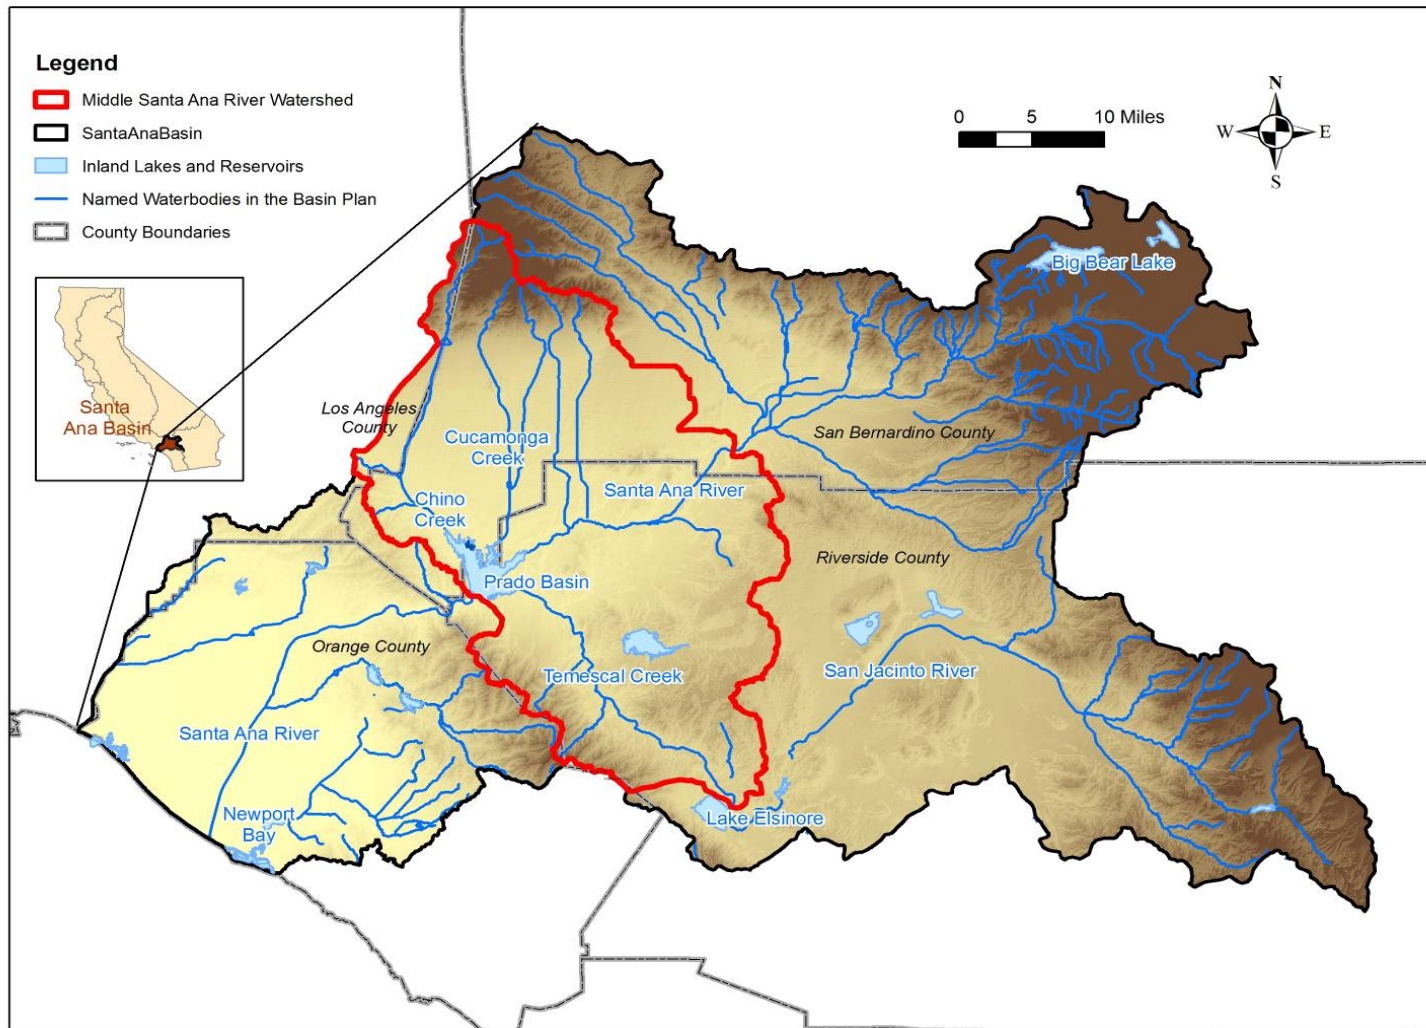 Legend
Middle Santa Ana River Watershed
SantaAnaBasin
Inland Lakes and Reservoirs
Named Waterbodies in the Basin Plan
County Boundaries
0 5 10 Miles
N
W E
S
Santa
Ana Basin
Big Bear Lake
Los Angeles
County
Cucamonga
Creek
San Bernardino County
Santa Ana River
Chino
Creek
Riverside County
Prado Basin
Orange County
Temescal Creek
San Jacinto River
Santa Ana River
Newport
Bay
Lake Elsinore